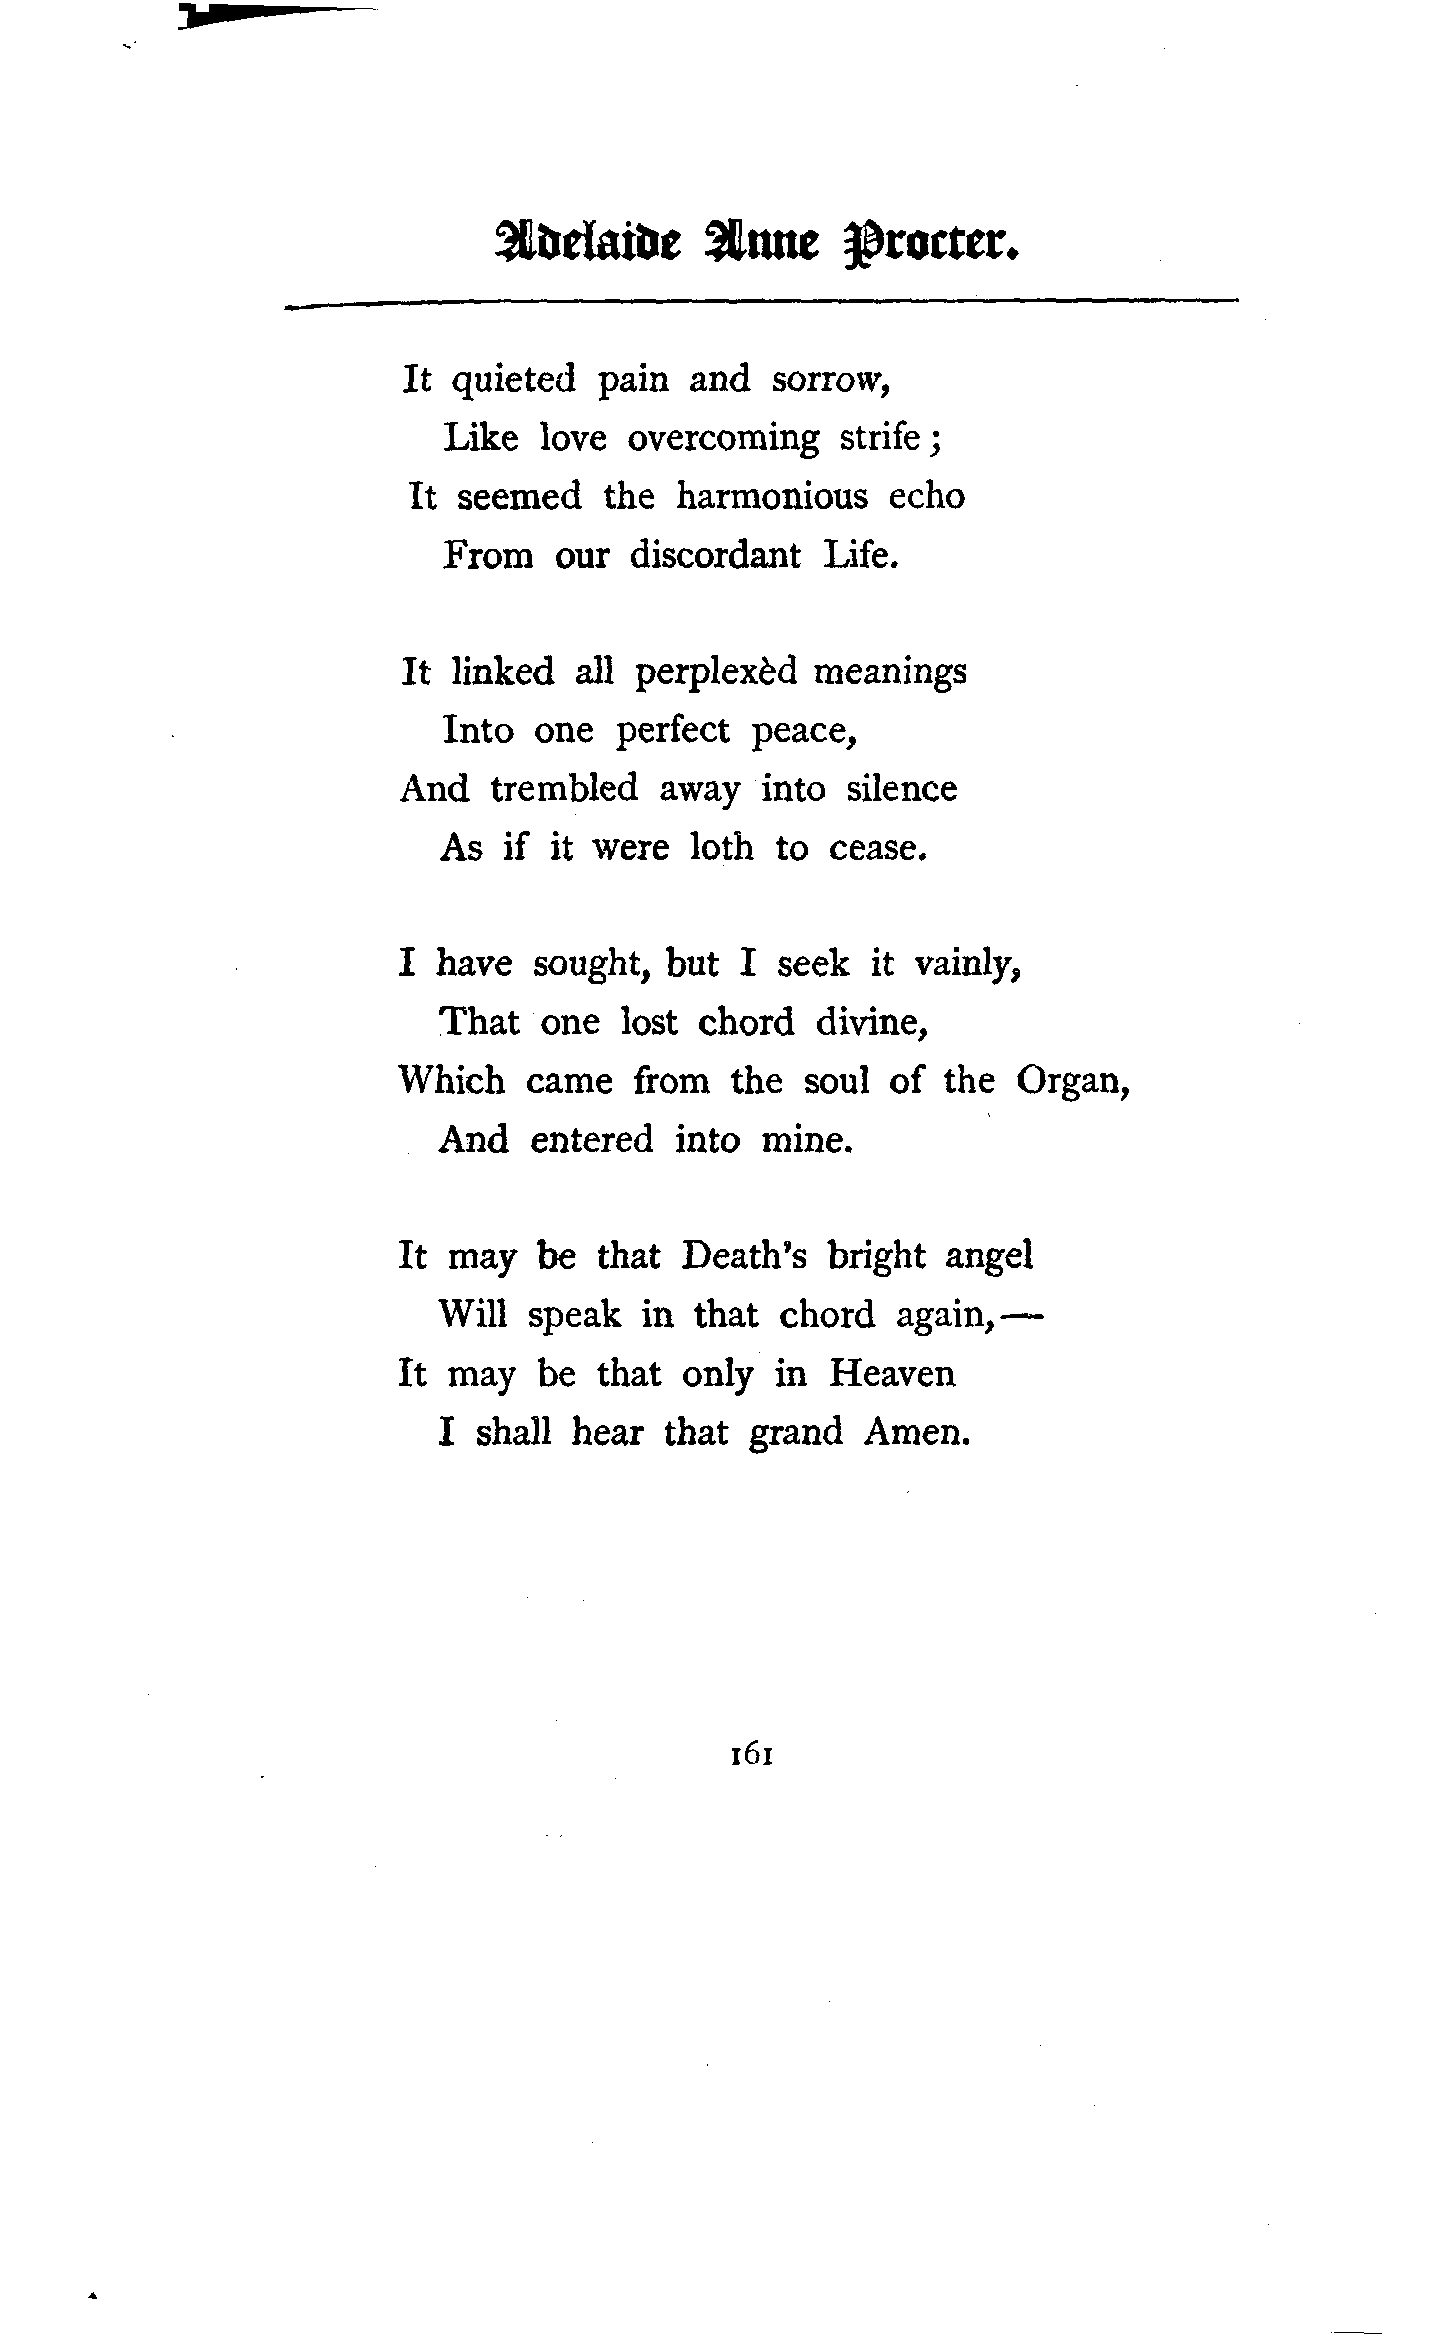 Adelaide Anne Procter.
It quieted pain and sorrow,
Like love overcoming strife;
It seemed the harmonious echo
From our discordant Life.
It linked all perplexèd meanings
Into one perfect peace,
And trembled away into silence
As if it were loth to cease.
I have sought, but I seek it vainly,
That one lost chord divine,
Which came from the soul of the Organ,
And entered into mine.
It may be that Death's bright angel
Will speak in that chord again,—
It may be that only in Heaven
I shall hear that grand Amen.
161